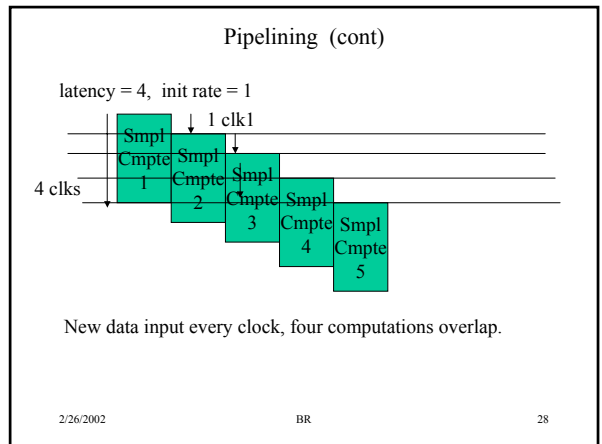 Pipelining (cont)
latency = 4, init rate = 1
1 clk1
4 clks
Smpl
Cmpte
1
Smpl
Cmpte
2
Smpl
Cmpte
3
Smpl
Cmpte
4
Smpl
Cmpte
5
New data input every clock, four computations overlap.
2/26/2002 BR 28